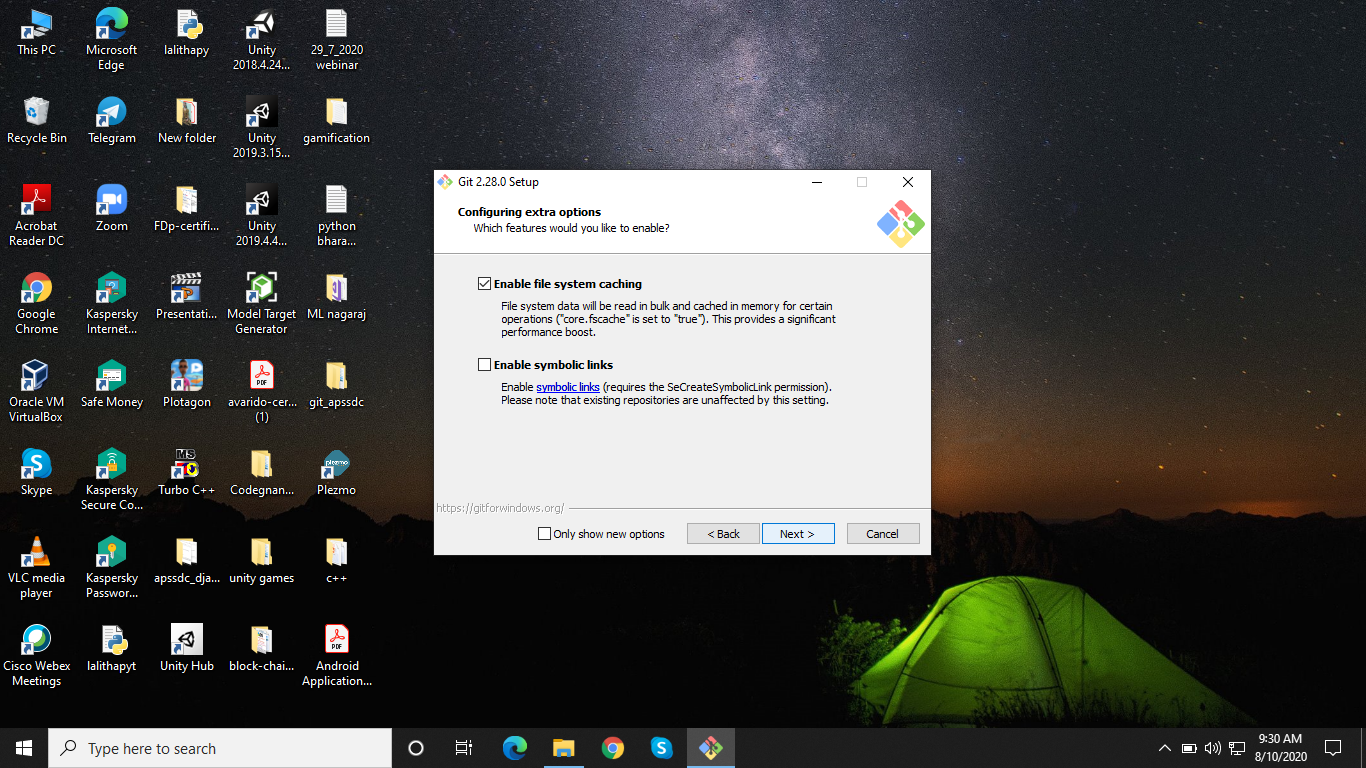 This PC
Microsoft
Edge
lalithapy
Unity
2018.4.24...
29_7_2020
webinar
Recycle Bin
Telegram
New folder
Unity
2019.3.15...
gamification
Acrobat
Reader DC
Zoom
FDp-certifi...
Unity
2019.4.4...
python
bhara...
Google
Chrome
Kaspersky
Internet...
Presentati...
Model Target
Generator
ML nagaraj
Oracle VM
VirtualBox
Safe Money
Plotagon
PDF
avarido-cer...
(1)
git_apssdc
Skype
Kaspersky
Secure Co...
MS
Turbo C++
Codegnan...
plezmo
Plezmo
VLC media
player
Kaspersky
Passwor...
apssdc_dja...
unity games
c++
Cisco Webex
Meetings
lalithapyt
Unity Hub
block-chai...
PDF
Android
Application...
Git 2.28.0 Setup
Configuring extra options
Which features would you like to enable?
Enable file system caching
File system data will be read in bulk and cached in memory for certain
operations ("core.fscache" is set to "true"). This provides a significant
performance boost.
Enable symbolic links
Enable symbolic links (requires the SeCreateSymbolicLink permission).
Please note that existing repositories are unaffected by this setting.
https://gitforwindows.org/
Only show new options
< Back
Next >
Cancel
Type here to search
9:30 AM
8/10/2020